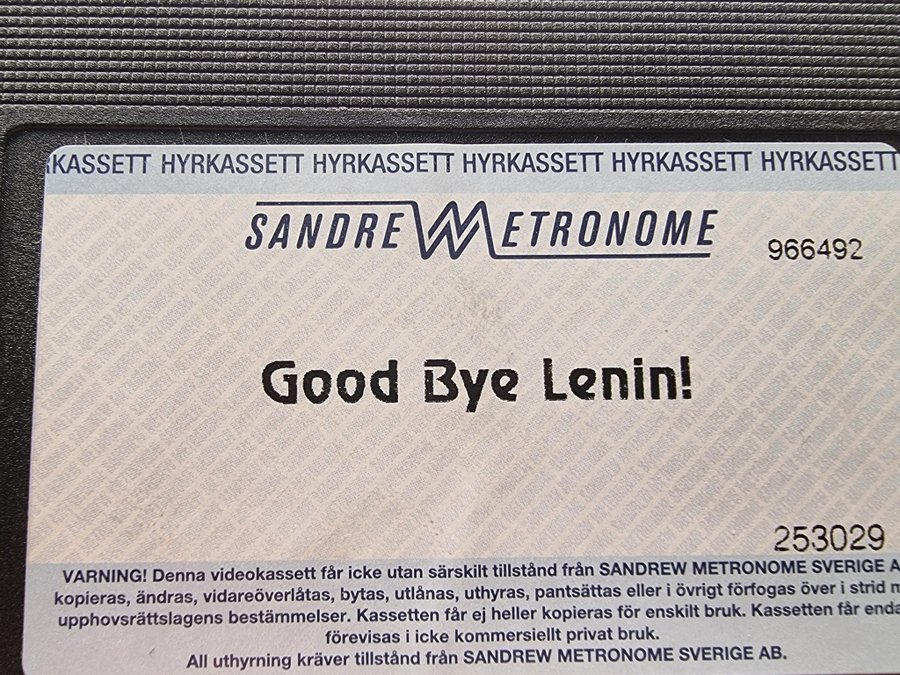 KASSETT HYRKASSETT HYRKASSETT HYRKASSETT HYRKASSETT HYRKASSETT
SANDREW METRONOME
966492
Good Bye Lenin!
253029
VARNING! Denna videokassett får icke utan särskilt tillstånd från SANDREW METRONOME SVERIGE A
kopieras, ändras, vidareöverlåtas, bytas, utlånas, uthyras, pantsättas eller i övrigt förfogas över i strid m
upphovsrättslagens bestämmelser. Kassetten får ej heller kopieras för enskilt bruk. Kassetten får enda
förevisas i icke kommersiellt privat bruk.
All uthyrning kräver tillstånd från SANDREW METRONOME SVERIGE AB.